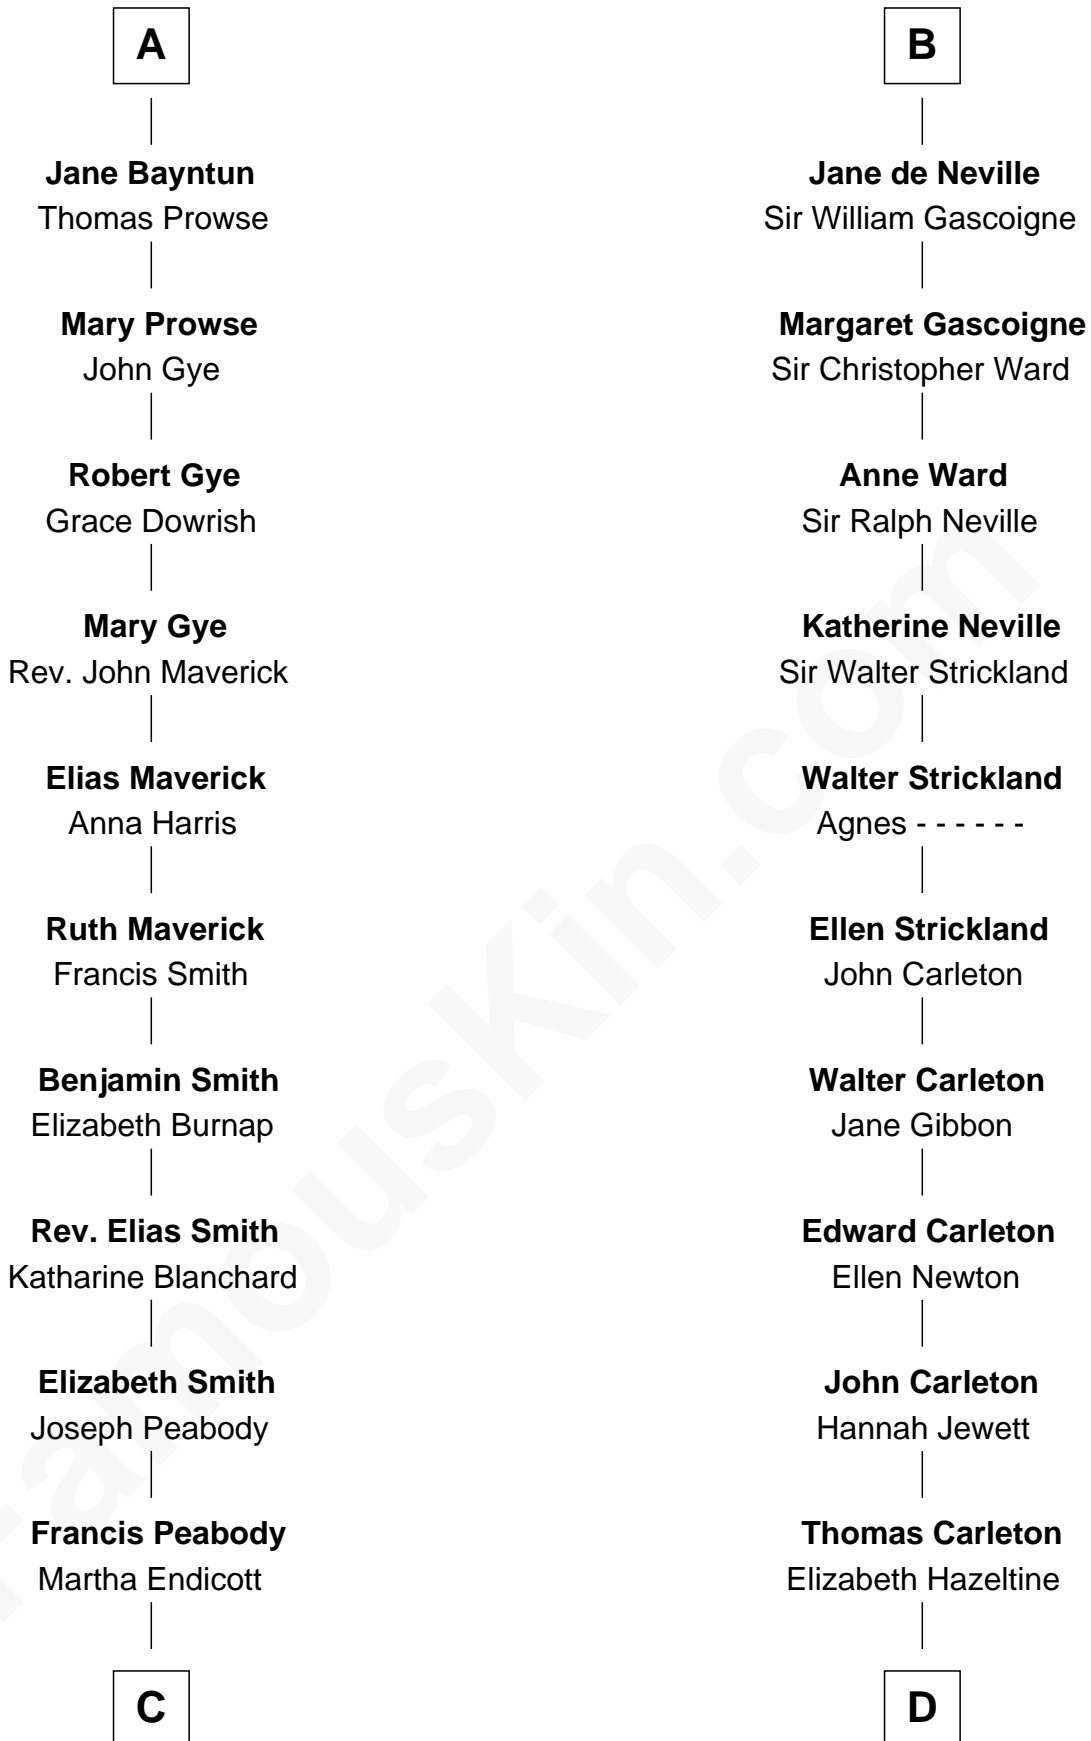 A
Jane Bayntun
Thomas Prowse
Mary Prowse
John Gye
Robert Gye
Grace Dowrish
Mary Gye
Rev. John Maverick
Elias Maverick
Anna Harris
Ruth Maverick
Francis Smith
Benjamin Smith
Elizabeth Burnap
Rev. Elias Smith
Katharine Blanchard
Elizabeth Smith
Joseph Peabody
Francis Peabody
Martha Endicott
C
B
Jane de Neville
Sir William Gascoigne
Margaret Gascoigne
Sir Christopher Ward
Anne Ward
Sir Ralph Neville
Katherine Neville
Sir Walter Strickland
Walter Strickland
Agnes - - - - - -
Ellen Strickland
John Carleton
Walter Carleton
Jane Gibbon
Edward Carleton
Ellen Newton
John Carleton
Hannah Jewett
Thomas Carleton
Elizabeth Hazeltine
D
FamousKin.com